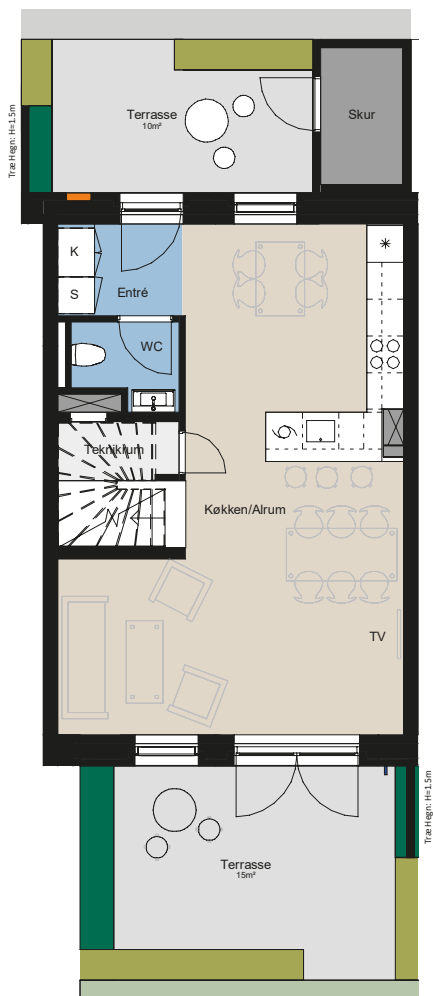 Træ Hegn: H=1.5m
Terrasse
10m²
Skur
K
S
Entré
WC
Teknikrum
Køkken/Alrum
TV
Træ Hegn: H=1.5m
Terrasse
15m²